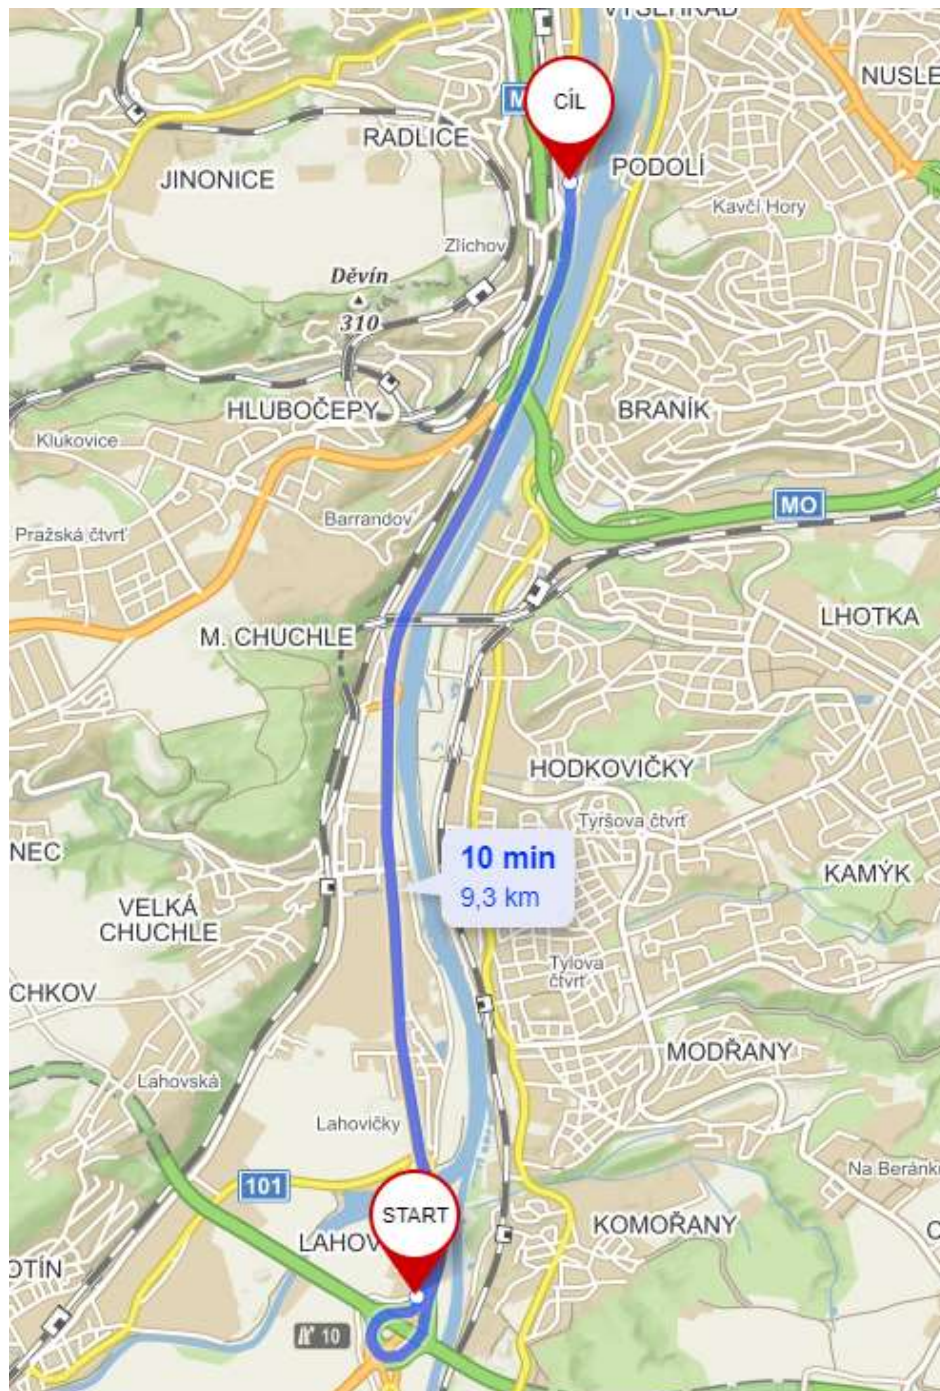 VYŠEHRAD
NUSLE
CÍL
RADLICE
PODOLÍ
JINONICE
Kavčí Hory
Zlíchov
Děvín
310
HLUBOČEPY
BRANÍK
Klukovice
MO
Barrandov
Pražská čtvrť
LHOTKA
M. CHUCHLE
HODKOVIČKY
Tyršova čtvrť
NEC
10 min
9,3 km
KAMÝK
VELKÁ
CHUCHLE
Tylova
čtvrť
CHKOV
MODŘANY
Lahovská
Lahovičky
Na Beránk
101
START
KOMOŘANY
LAHOV
OTÍN
10